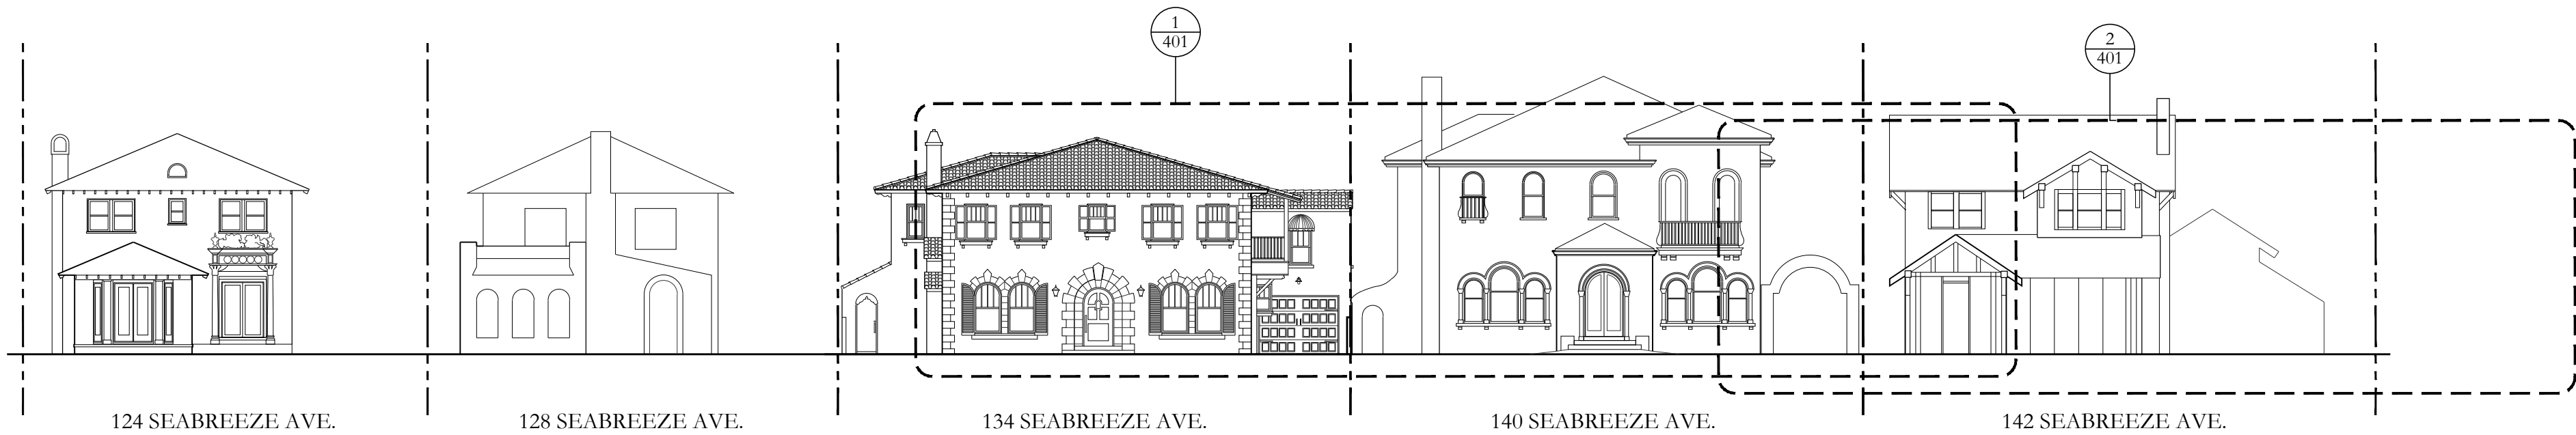 1
401
2
401
124 SEABREEZE AVE.
128 SEABREEZE AVE.
134 SEABREEZE AVE.
140 SEABREEZE AVE.
142 SEABREEZE AVE.